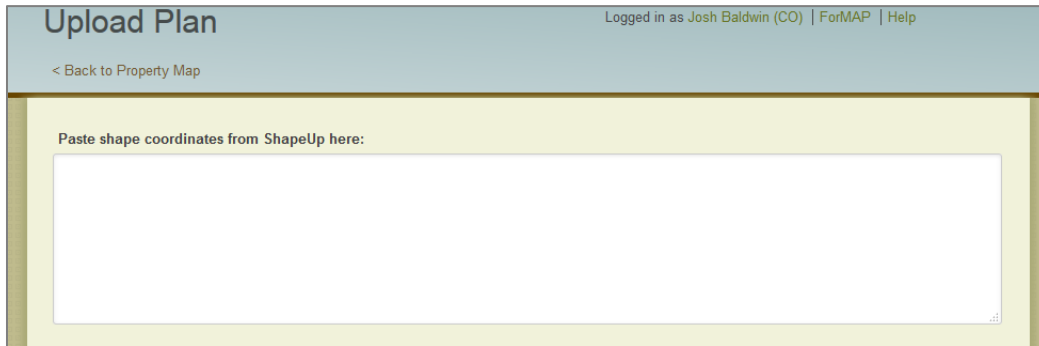 Upload Plan
Logged in as Josh Baldwin (CO) | ForMAP | Help
< Back to Property Map
Paste shape coordinates from ShapeUp here: